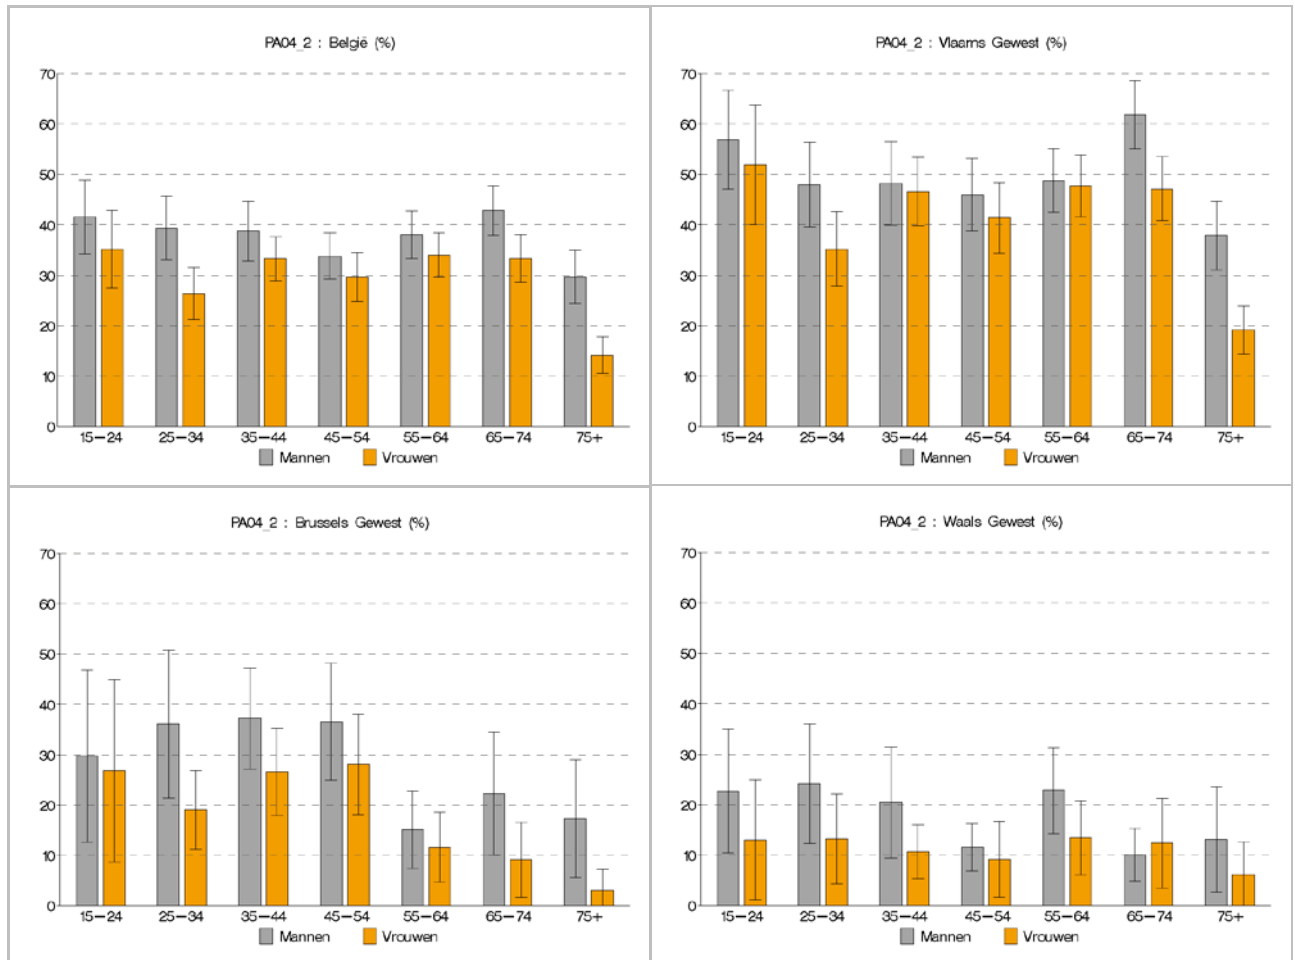 PA04_2 : België (%)
70
60
50
40
30
20
10
0
15-24 25-34 35-44 45-54 55-64 65-74 75+
Mannen Vrouwen
PA04_2 : Vlaams Gewest (%)
70
60
50
40
30
20
10
0
15-24 25-34 35-44 45-54 55-64 65-74 75+
Mannen Vrouwen
PA04_2 : Brussels Gewest (%)
70
60
50
40
30
20
10
0
15-24 25-34 35-44 45-54 55-64 65-74 75+
Mannen Vrouwen
PA04_2 : Waals Gewest (%)
70
60
50
40
30
20
10
0
15-24 25-34 35-44 45-54 55-64 65-74 75+
Mannen Vrouwen